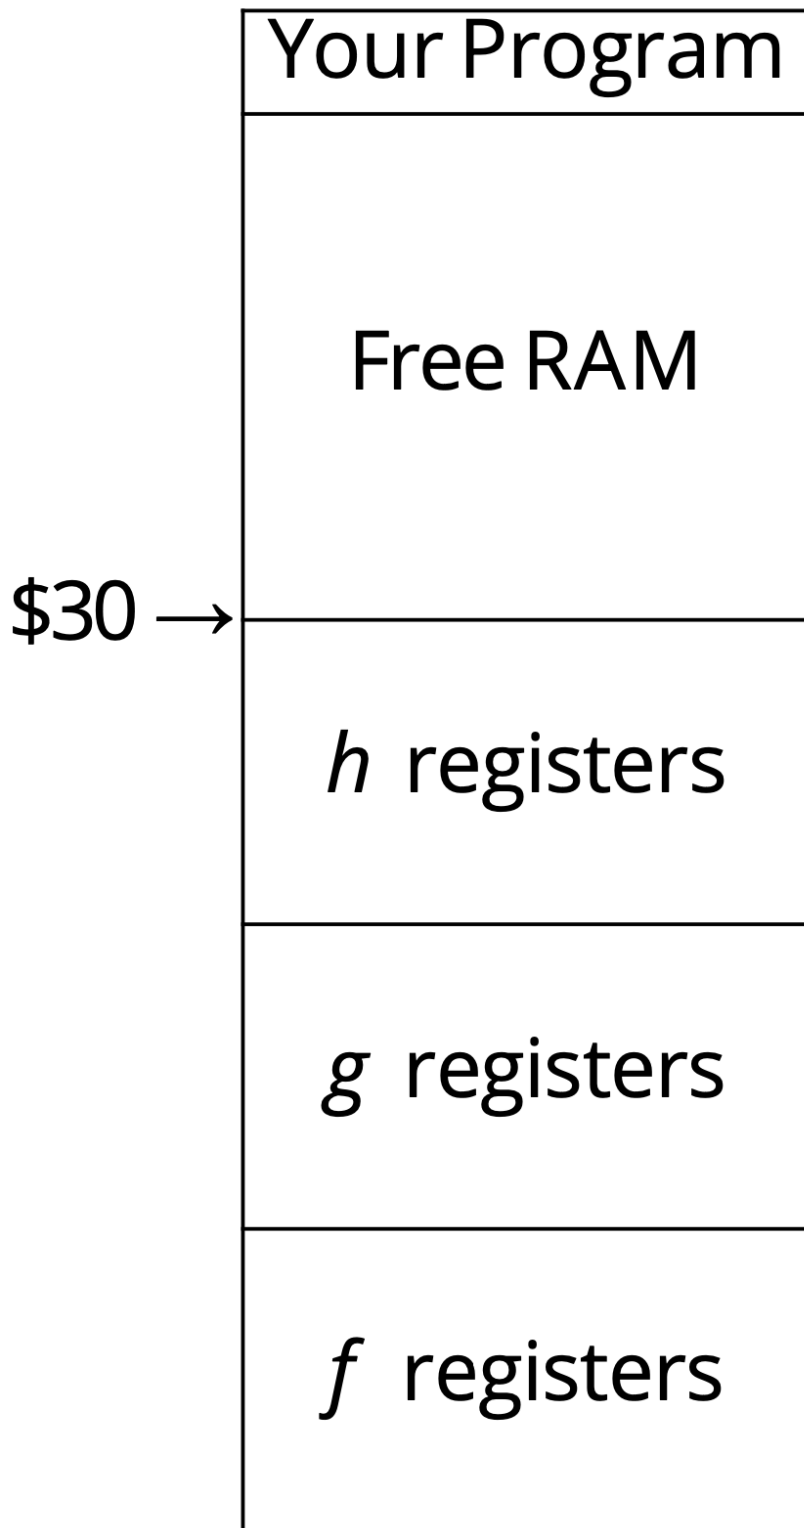 Your Program
Free RAM
$30 →
h registers
g registers
f registers